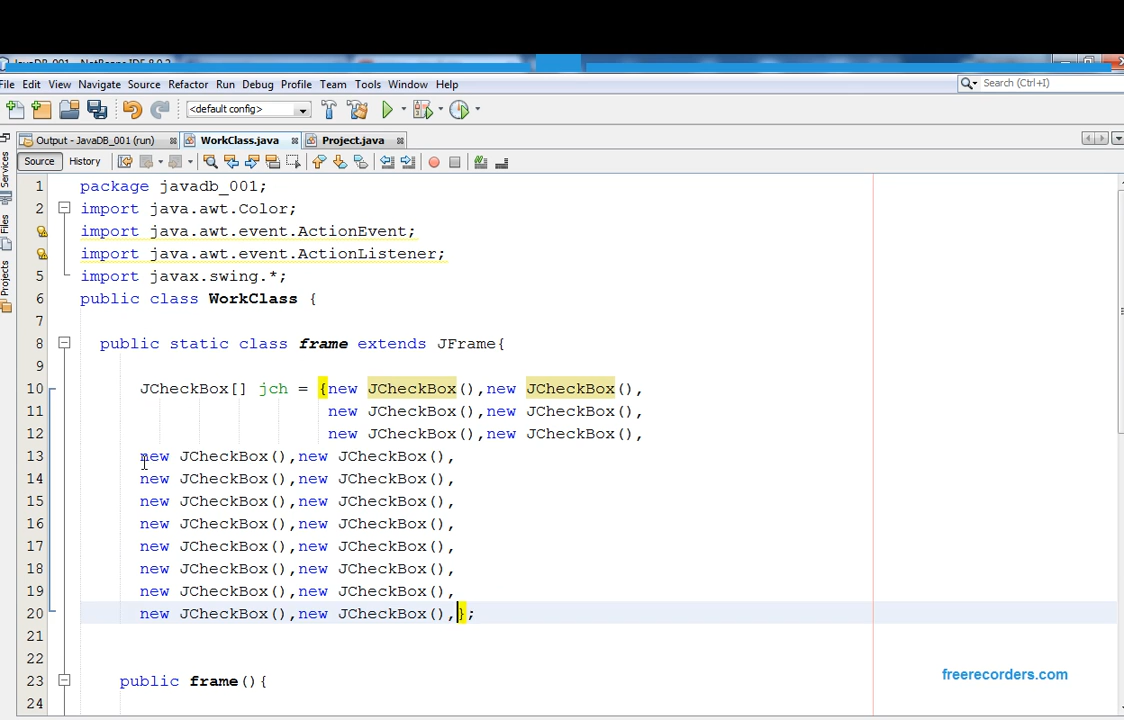 JavaDB_001 - NetBeans IDE 8.0.2
File Edit View Navigate Source Refactor Run Debug Profile Team Tools Window Help
Search (Ctrl+I)
<default config>
Output - JavaDB_001 (run) WorkClass.java Project.java
Source History
Services
Files
Projects
1 package javadb_001;
2 import java.awt.Color;
import java.awt.event.ActionEvent;
import java.awt.event.ActionListener;
5 import javax.swing.*;
6 public class WorkClass {
7
8 public static class frame extends JFrame{
9
10 JCheckBox[] jch = {new JCheckBox(),new JCheckBox(),
11 new JCheckBox(),new JCheckBox(),
12 new JCheckBox(),new JCheckBox(),
13 new JCheckBox(),new JCheckBox(),
14 new JCheckBox(),new JCheckBox(),
15 new JCheckBox(),new JCheckBox(),
16 new JCheckBox(),new JCheckBox(),
17 new JCheckBox(),new JCheckBox(),
18 new JCheckBox(),new JCheckBox(),
19 new JCheckBox(),new JCheckBox(),
20 new JCheckBox(),new JCheckBox(),};
21
22
23 public frame(){
24
freerecorders.com